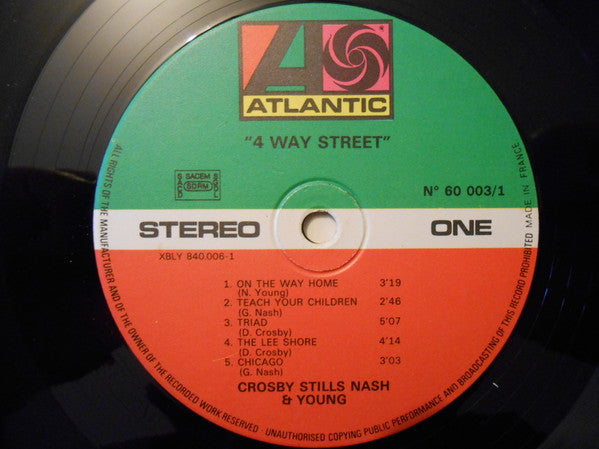 ATLANTIC
"4 WAY STREET"
SACEM
SACD SDRM SGDL
N° 60 003/1
STEREO ONE
XBLY 840.006-1
1. ON THE WAY HOME 3'19
(N. Young)
2. TEACH YOUR CHILDREN 2'46
(G. Nash)
3. TRIAD 5'07
(D. Crosby)
4. THE LEE SHORE 4'14
(D. Crosby)
5. CHICAGO 3'03
(G. Nash)
CROSBY STILLS NASH
& YOUNG
ALL RIGHTS OF THE MANUFACTURER AND OF THE OWNER OF THE RECORDED WORK RESERVED - UNAUTHORISED COPYING PUBLIC PERFORMANCE AND BROADCASTING OF THIS RECORD PROHIBITED MADE IN FRANCE